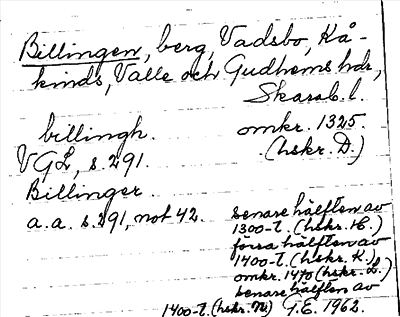 Billingen, berg, Vadsbo, Kå-
kinds, Valle och Gudhems hdr,
Skarab. l.
billingh. omkr. 1325.
VGL, s. 291. (hskr. D.)
Billinger.
a.a. s. 291, not 42. senare hälften av
1300-t. (hskr. H.)
förra hälften av
1400-t. (hskr. K.)
omkr. 1470 (hskr. L.)
senare hälften av
1400-t. (hskr. M) G.E. 1962.